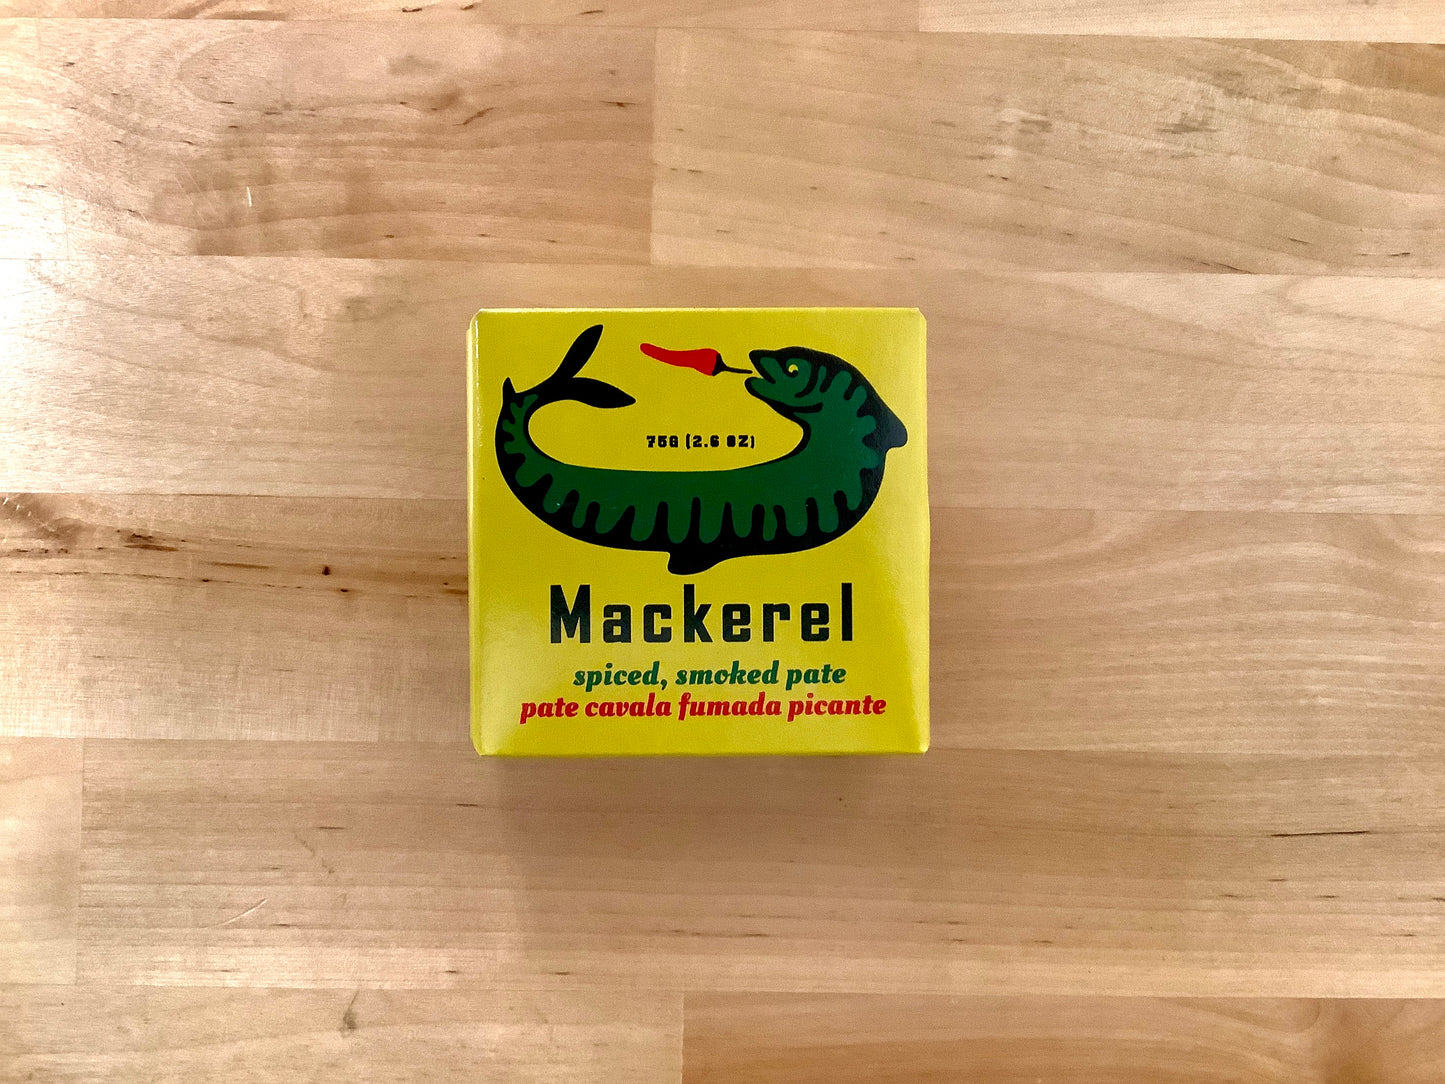 75G (2.6 OZ)
Mackerel
spiced, smoked pate
pate cavala fumada picante